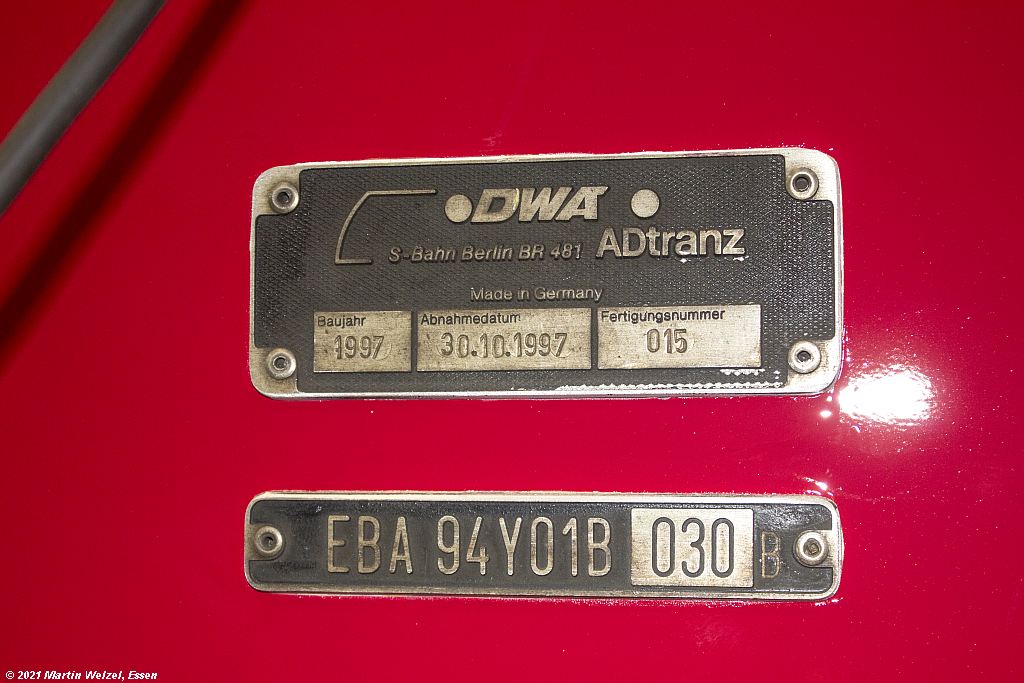 DWA
S-Bahn Berlin BR 481 ADtranz
Made in Germany
Baujahr Abnahmedatum Fertigungsnummer
1997 30.10.1997 015
EBA 94Y01B 030 B
© 2021 Martin Welzel, Essen